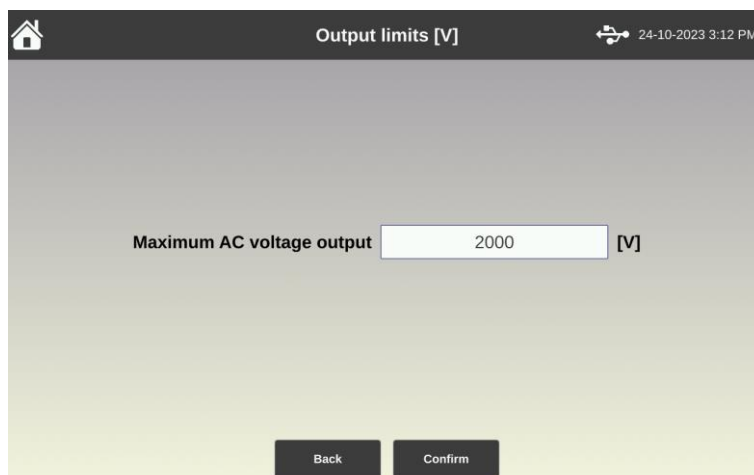 Output limits [V]
24-10-2023 3:12 PM
Maximum AC voltage output 2000 [V]
Back Confirm